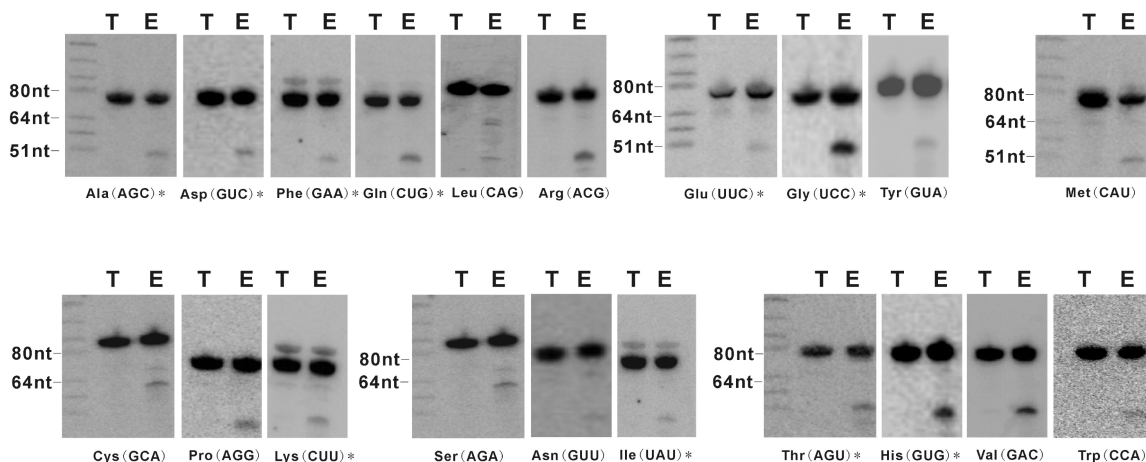 T E T E T E T E T E T E T E T E T E T E
80nt
64nt
51nt
80nt
64nt
51nt
80nt
64nt
51nt
Ala(AGC)* Asp(GUC)* Phe(GAA)* Gln(CUG)* Leu(CAG) Arg(ACG) Glu(UUC)* Gly(UCC)* Tyr(GUA) Met(CAU)
T E T E T E T E T E T E T E T E T E T E
80nt
64nt
80nt
64nt
80nt
64nt
Cys(GCA) Pro(AGG) Lys(CUU)* Ser(AGA) Asn(GUU) Ile(UAU)* Thr(AGU)* His(GUG)* Val(GAC) Trp(CCA)